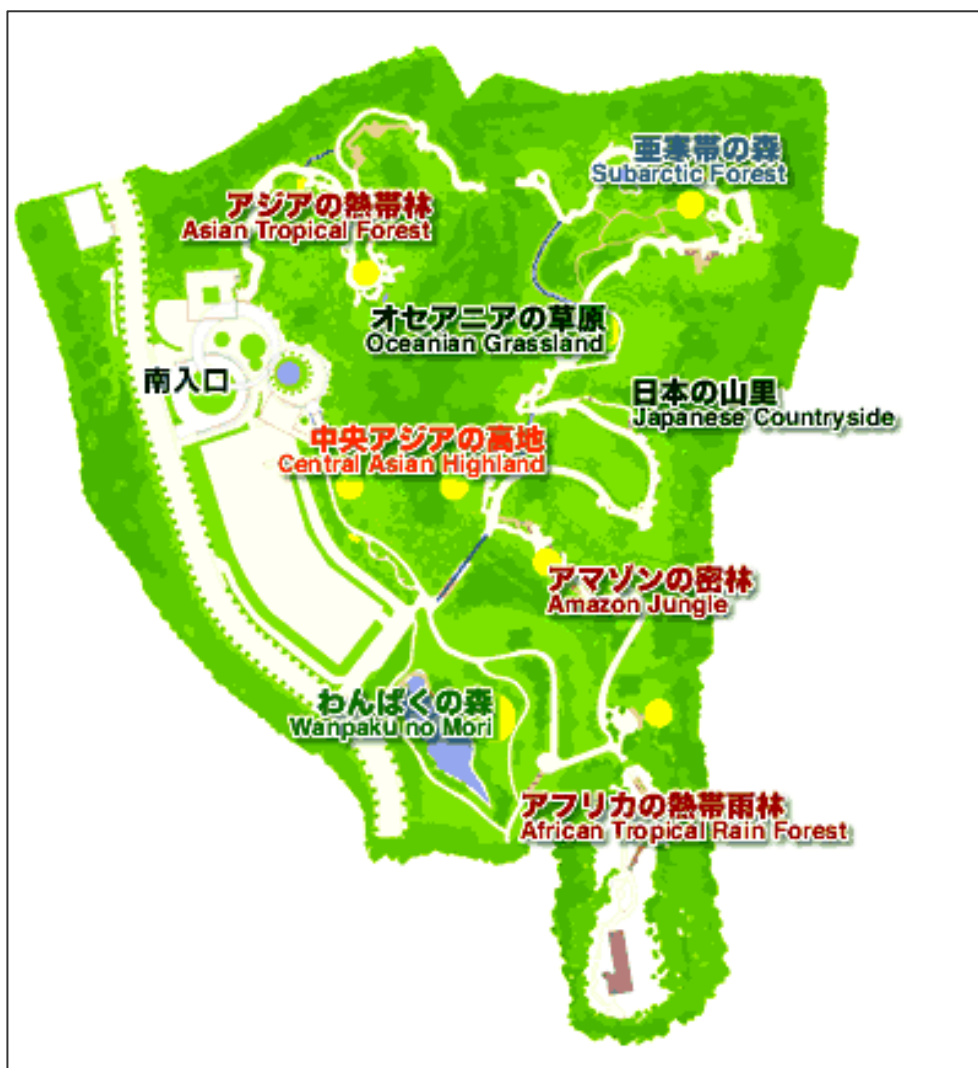 亜寒帯の森
Subarctic Forest
アジアの熱帯林
Asian Tropical Forest
オセアニアの草原
Oceanian Grassland
南入口
日本の山里
Japanese Countryside
中央アジアの高地
Central Asian Highland
アマゾンの密林
Amazon Jungle
わんぱくの森
Wanpaku no Mori
アフリカの熱帯雨林
African Tropical Rain Forest